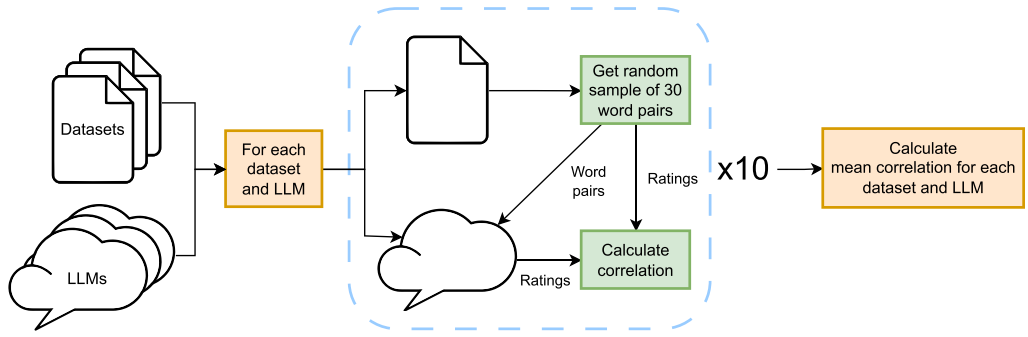 Datasets
LLMs
For each
dataset
and LLM
Get random
sample of 30
word pairs
Word
pairs
Ratings
Ratings
Calculate
correlation
x10
Calculate
mean correlation for each
dataset and LLM